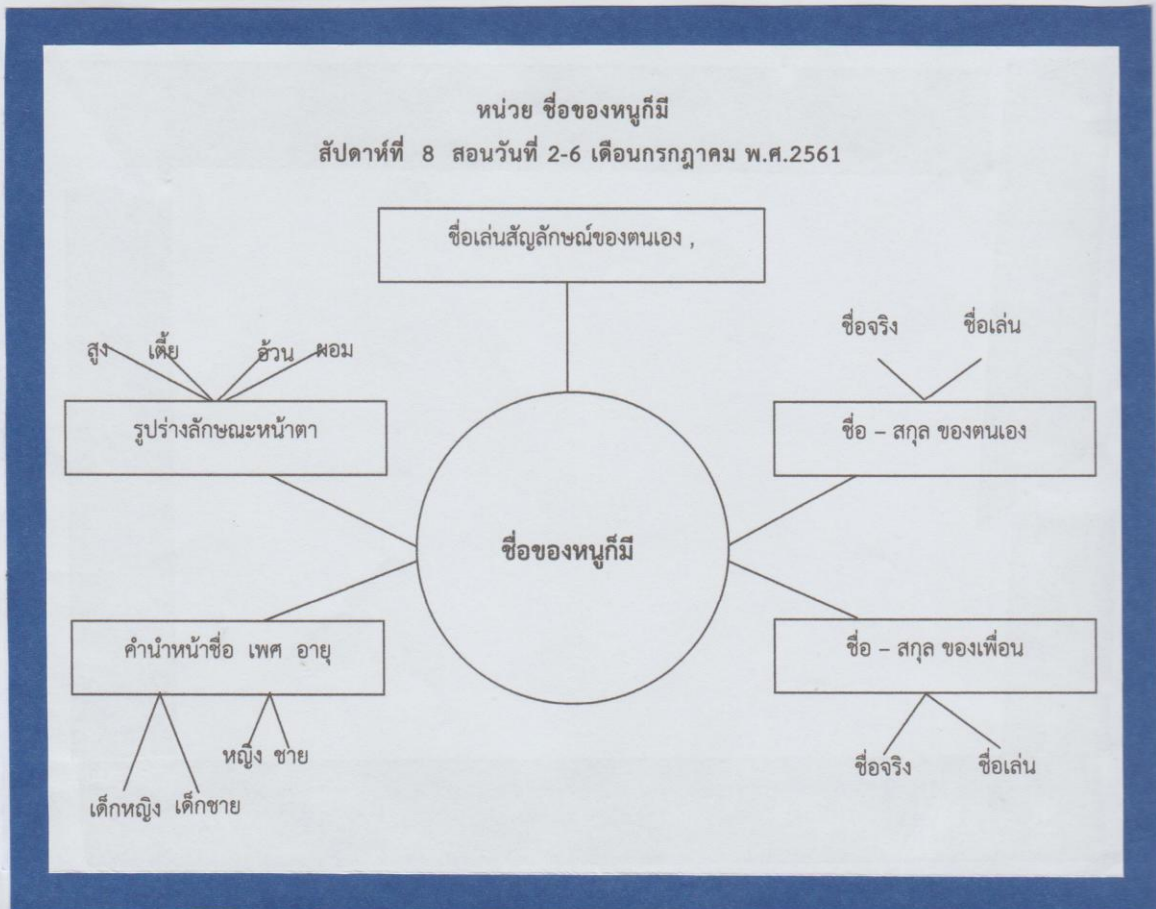 หน่วย ชื่อของหนูก็มี
สัปดาห์ที่ 8 สอนวันที่ 2-6 เดือนกรกฎาคม พ.ศ.2561
ชื่อเล่นสัญลักษณ์ของตนเอง ,
สูง เตี้ย อ้วน ผอม
ชื่อจริง ชื่อเล่น
รูปร่างลักษณะหน้าตา
ชื่อ – สกุล ของตนเอง
ชื่อของหนูก็มี
คำนำหน้าชื่อ เพศ อายุ
ชื่อ – สกุล ของเพื่อน
หญิง ชาย
เด็กหญิง เด็กชาย
ชื่อจริง ชื่อเล่น